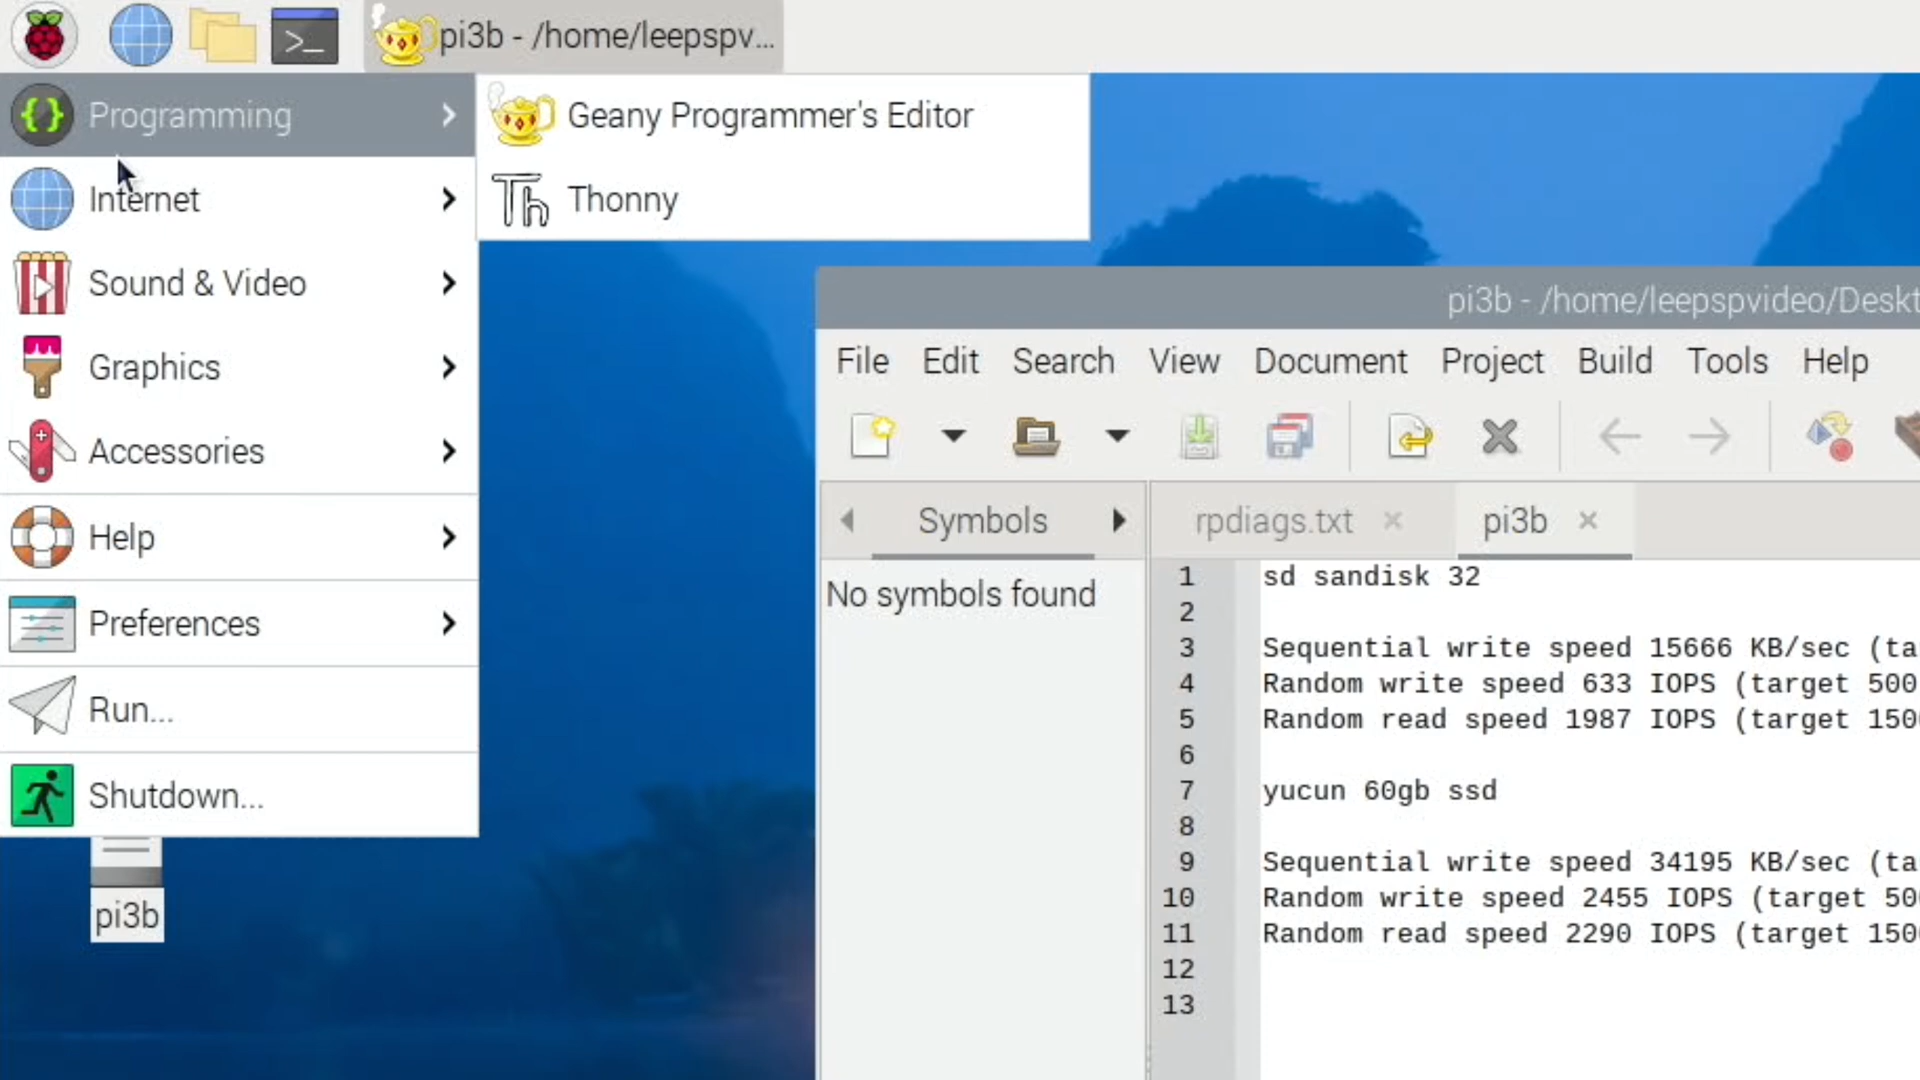 pi3b - /home/leepspv...
Programming
Internet
Sound & Video
Graphics
Accessories
Help
Preferences
Run...
Shutdown...
Geany Programmer's Editor
Th Thonny
pi3b
pi3b - /home/leepspvideo/Deskt
File Edit Search View Document Project Build Tools Help
Symbols
No symbols found
rpdiags.txt pi3b
1 sd sandisk 32
2
3 Sequential write speed 15666 KB/sec (ta
4 Random write speed 633 IOPS (target 500
5 Random read speed 1987 IOPS (target 150
6
7 yucun 60gb ssd
8
9 Sequential write speed 34195 KB/sec (ta
10 Random write speed 2455 IOPS (target 50
11 Random read speed 2290 IOPS (target 150
12
13